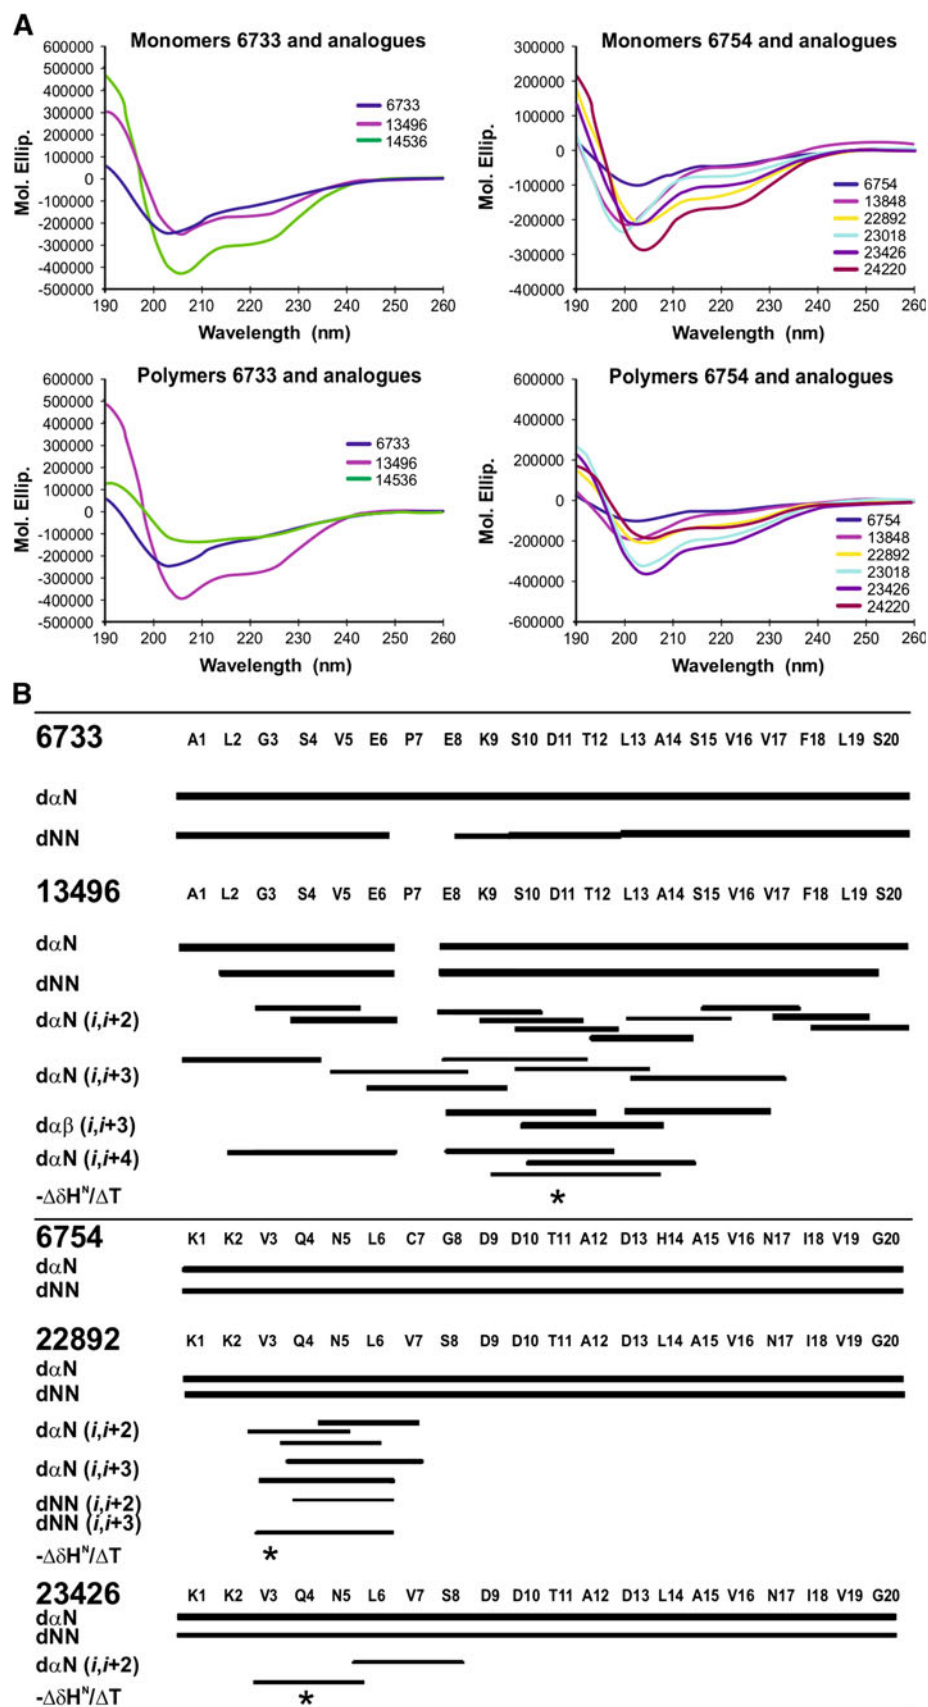 A
Monomers 6733 and analogues
600000
500000
400000
300000
200000
100000
0
-100000
-200000
-300000
-400000
-500000
Mol. Ellip.
190 200 210 220 230 240 250 260
Wavelength (nm)
6733
13496
14536
Monomers 6754 and analogues
300000
200000
100000
0
-100000
-200000
-300000
-400000
Mol. Ellip.
190 200 210 220 230 240 250 260
Wavelength (nm)
6754
13848
22892
23018
23426
24220
Polymers 6733 and analogues
600000
500000
400000
300000
200000
100000
0
-100000
-200000
-300000
-400000
-500000
Mol. Ellip.
190 200 210 220 230 240 250 260
Wavelength (nm)
6733
13496
14536
Polymers 6754 and analogues
600000
400000
200000
0
-200000
-400000
-600000
Mol. Ellip.
190 200 210 220 230 240 250 260
Wavelength (nm)
6754
13848
22892
23018
23426
24220
B
6733 A1 L2 G3 S4 V5 E6 P7 E8 K9 S10 D11 T12 L13 A14 S15 V16 V17 F18 L19 S20
dαN
dNN
13496 A1 L2 G3 S4 V5 E6 P7 E8 K9 S10 D11 T12 L13 A14 S15 V16 V17 F18 L19 S20
dαN
dNN
dαN (i,i+2)
dαN (i,i+3)
dαβ (i,i+3)
dαN (i,i+4)
-ΔδHᴺ/ΔT *
6754 K1 K2 V3 Q4 N5 L6 C7 G8 D9 D10 T11 A12 D13 H14 A15 V16 N17 I18 V19 G20
dαN
dNN
22892 K1 K2 V3 Q4 N5 L6 V7 S8 D9 D10 T11 A12 D13 L14 A15 V16 N17 I18 V19 G20
dαN
dNN
dαN (i,i+2)
dαN (i,i+3)
dNN (i,i+2)
dNN (i,i+3)
-ΔδHᴺ/ΔT *
23426 K1 K2 V3 Q4 N5 L6 V7 S8 D9 D10 T11 A12 D13 L14 A15 V16 N17 I18 V19 G20
dαN
dNN
dαN (i,i+2)
-ΔδHᴺ/ΔT *